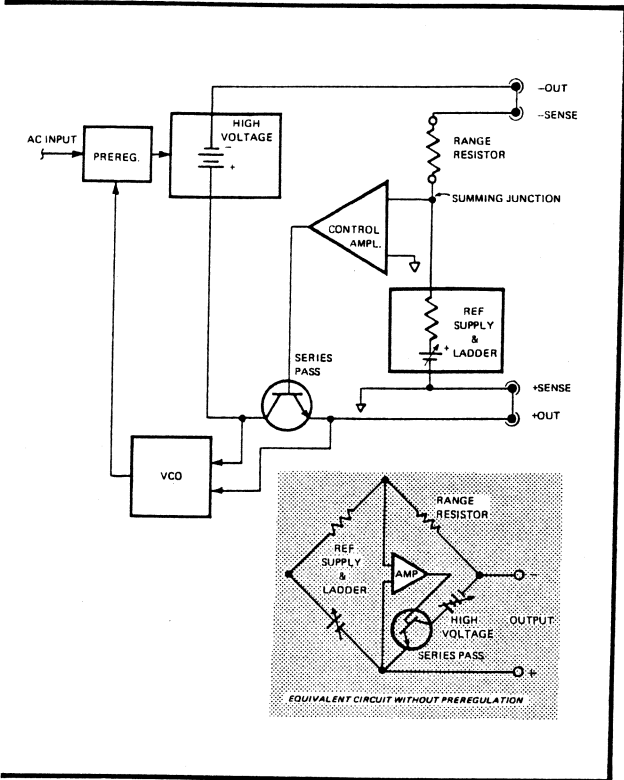 −OUT
−SENSE
AC INPUT
PREREG.
HIGH
VOLTAGE
−
+
RANGE
RESISTOR
SUMMING JUNCTION
CONTROL
AMPL.
REF
SUPPLY
&
LADDER
+
SERIES
PASS
+SENSE
+OUT
VCO
RANGE
RESISTOR
REF
SUPPLY
&
LADDER
AMP
−
HIGH
VOLTAGE
OUTPUT
SERIES PASS
+
EQUIVALENT CIRCUIT WITHOUT PREREGULATION